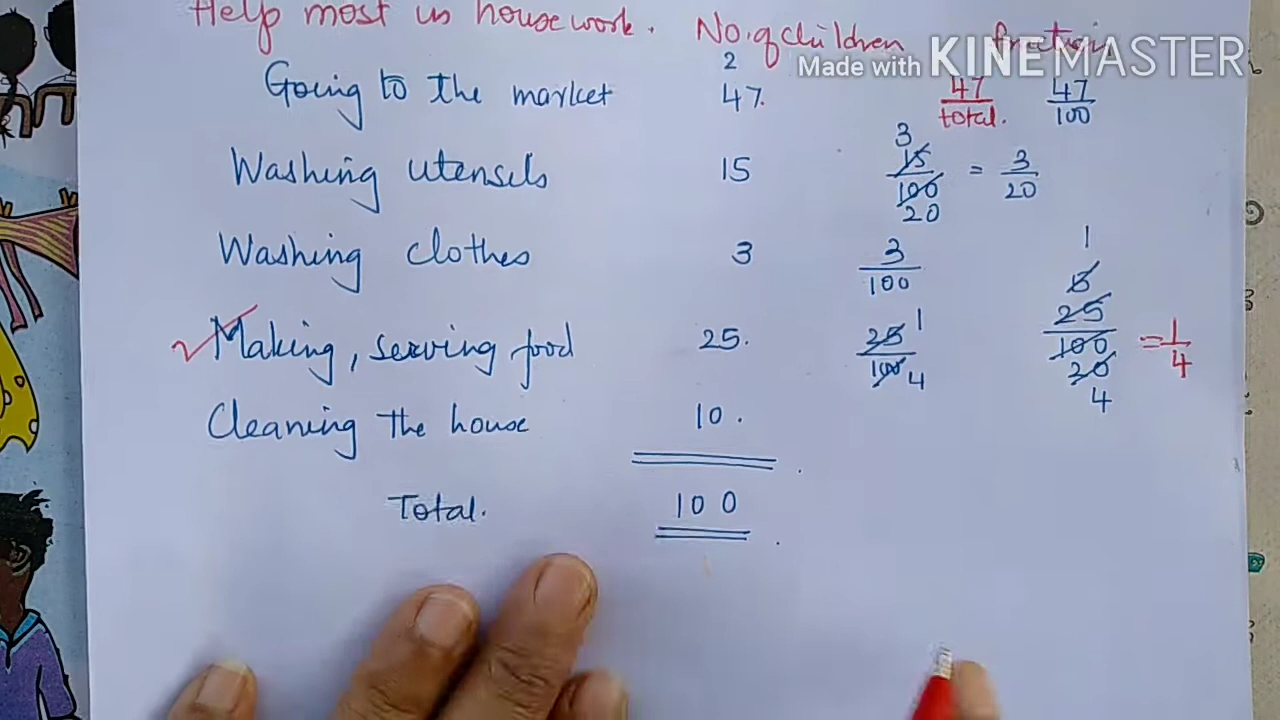 Help most in housework. No. of children fraction
Made with KINEMASTER
2
Going to the market 47. 47/total. 47/100
Washing utensils 15 3 15/100 20 = 3/20
Washing clothes 3 3/100
Making, serving food 25. 25/100 1 4 1 5 25/100 20 4 = 1/4
Cleaning the house 10.
Total. 100